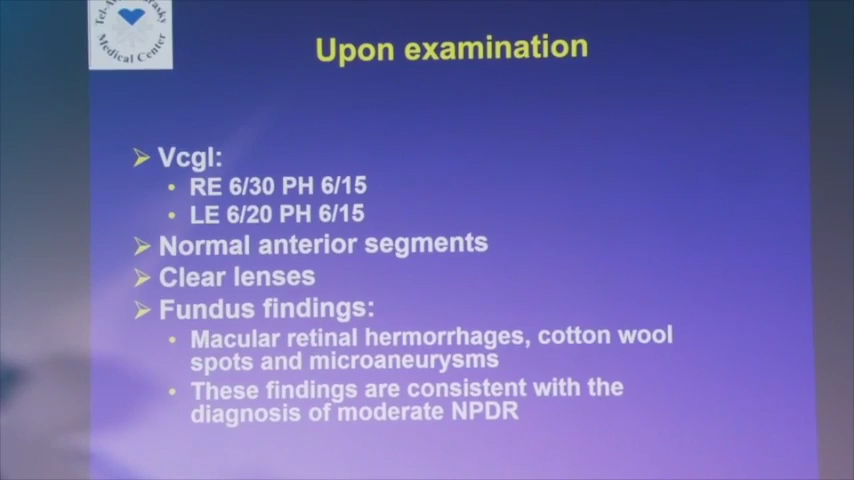 Medical Center
Upon examination
➢ Vcgl:
• RE 6/30 PH 6/15
• LE 6/20 PH 6/15
➢ Normal anterior segments
➢ Clear lenses
➢ Fundus findings:
• Macular retinal hermorrhages, cotton wool
spots and microaneurysms
• These findings are consistent with the
diagnosis of moderate NPDR